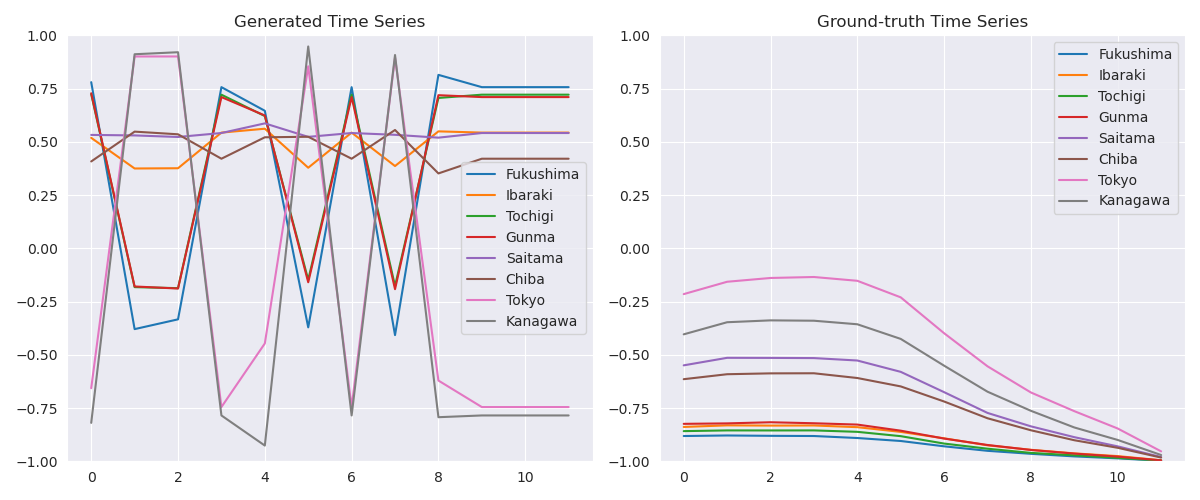 Generated Time Series
1.00
0.75
0.50
0.25
0.00
−0.25
−0.50
−0.75
−1.00
0 2 4 6 8 10
Fukushima
Ibaraki
Tochigi
Gunma
Saitama
Chiba
Tokyo
Kanagawa
Ground-truth Time Series
1.00
0.75
0.50
0.25
0.00
−0.25
−0.50
−0.75
−1.00
0 2 4 6 8 10
Fukushima
Ibaraki
Tochigi
Gunma
Saitama
Chiba
Tokyo
Kanagawa